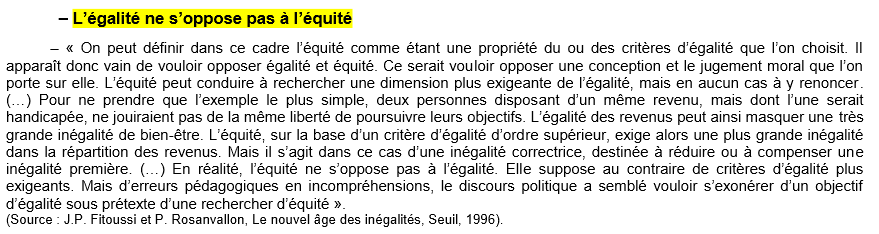 – L’égalité ne s’oppose pas à l’équité
– « On peut définir dans ce cadre l’équité comme étant une propriété du ou des critères d’égalité que l’on choisit. Il
apparaît donc vain de vouloir opposer égalité et équité. Ce serait vouloir opposer une conception et le jugement moral que l’on
porte sur elle. L’équité peut conduire à rechercher une dimension plus exigeante de l’égalité, mais en aucun cas à y renoncer.
(…) Pour ne prendre que l’exemple le plus simple, deux personnes disposant d’un même revenu, mais dont l’une serait
handicapée, ne jouiraient pas de la même liberté de poursuivre leurs objectifs. L’égalité des revenus peut ainsi masquer une très
grande inégalité de bien-être. L’équité, sur la base d’un critère d’égalité d’ordre supérieur, exige alors une plus grande inégalité
dans la répartition des revenus. Mais il s’agit dans ce cas d’une inégalité correctrice, destinée à réduire ou à compenser une
inégalité première. (…) En réalité, l’équité ne s’oppose pas à l’égalité. Elle suppose au contraire de critères d’égalité plus
exigeants. Mais d’erreurs pédagogiques en incompréhensions, le discours politique a semblé vouloir s’exonérer d’un objectif
d’égalité sous prétexte d’une rechercher d’équité ».
(Source : J.P. Fitoussi et P. Rosanvallon, Le nouvel âge des inégalités, Seuil, 1996).